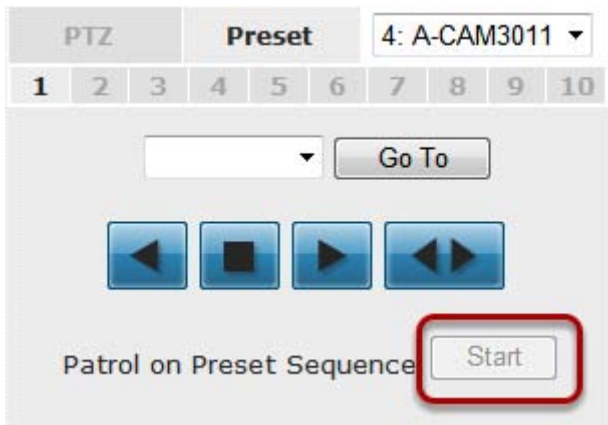 PTZ Preset 4: A-CAM3011
1 2 3 4 5 6 7 8 9 10
Go To
Patrol on Preset Sequence Start